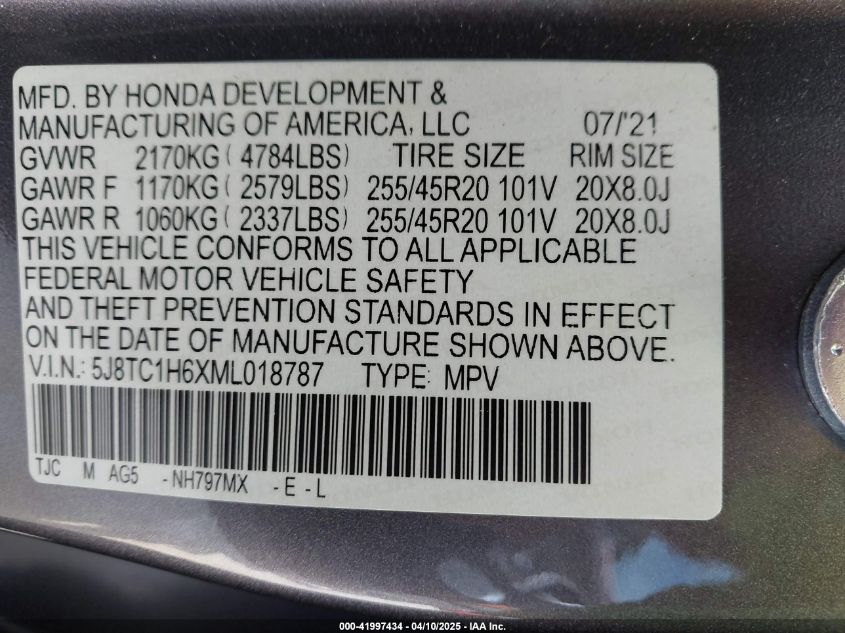 MFD. BY HONDA DEVELOPMENT &
MANUFACTURING OF AMERICA, LLC 07/'21
GVWR 2170KG ( 4784LBS) TIRE SIZE RIM SIZE
GAWR F 1170KG ( 2579LBS) 255/45R20 101V 20X8.0J
GAWR R 1060KG ( 2337LBS) 255/45R20 101V 20X8.0J
THIS VEHICLE CONFORMS TO ALL APPLICABLE
FEDERAL MOTOR VEHICLE SAFETY
AND THEFT PREVENTION STANDARDS IN EFFECT
ON THE DATE OF MANUFACTURE SHOWN ABOVE.
V.I.N.: 5J8TC1H6XML018787 TYPE: MPV
TJC M AG5 -NH797MX -E -L
000-41997434 - 04/10/2025 - IAA Inc.